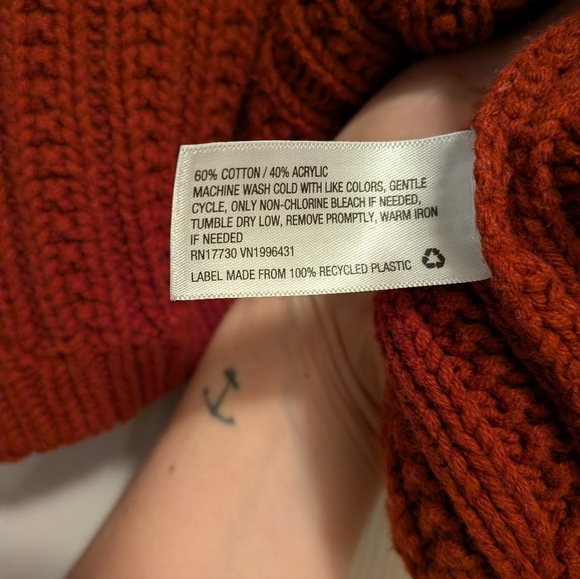 60% COTTON / 40% ACRYLIC
MACHINE WASH COLD WITH LIKE COLORS, GENTLE
CYCLE, ONLY NON-CHLORINE BLEACH IF NEEDED,
TUMBLE DRY LOW, REMOVE PROMPTLY, WARM IRON
IF NEEDED
RN17730 VN1996431
LABEL MADE FROM 100% RECYCLED PLASTIC